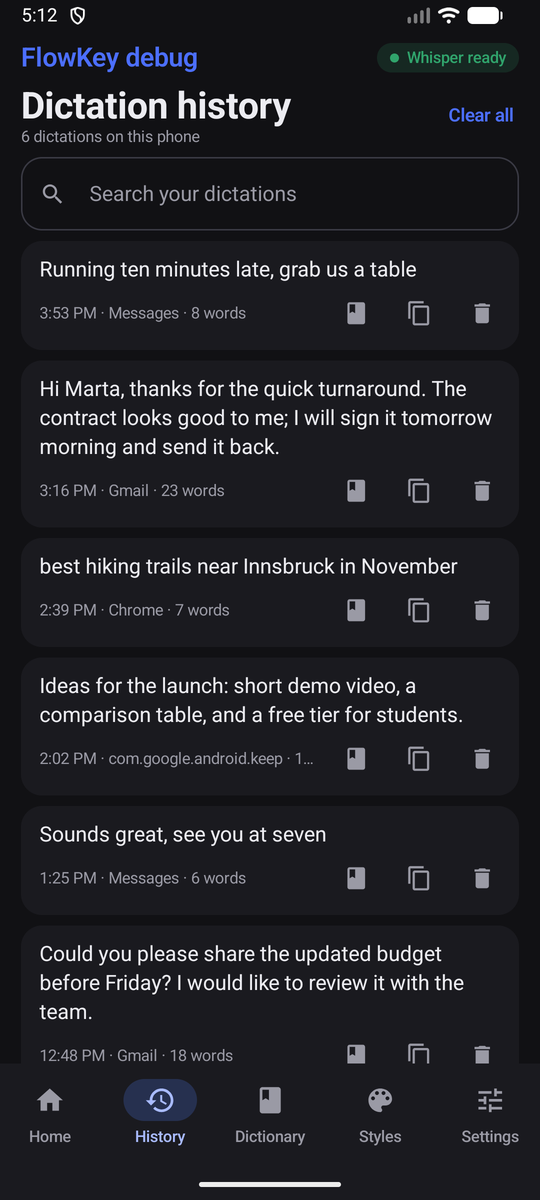 5:12
FlowKey debug
Whisper ready
Dictation history
Clear all
6 dictations on this phone
Search your dictations
Running ten minutes late, grab us a table
3:53 PM · Messages · 8 words
Hi Marta, thanks for the quick turnaround. The
contract looks good to me; I will sign it tomorrow
morning and send it back.
3:16 PM · Gmail · 23 words
best hiking trails near Innsbruck in November
2:39 PM · Chrome · 7 words
Ideas for the launch: short demo video, a
comparison table, and a free tier for students.
2:02 PM · com.google.android.keep · 1...
Sounds great, see you at seven
1:25 PM · Messages · 6 words
Could you please share the updated budget
before Friday? I would like to review it with the
team.
12:48 PM · Gmail · 18 words
Home
History
Dictionary
Styles
Settings